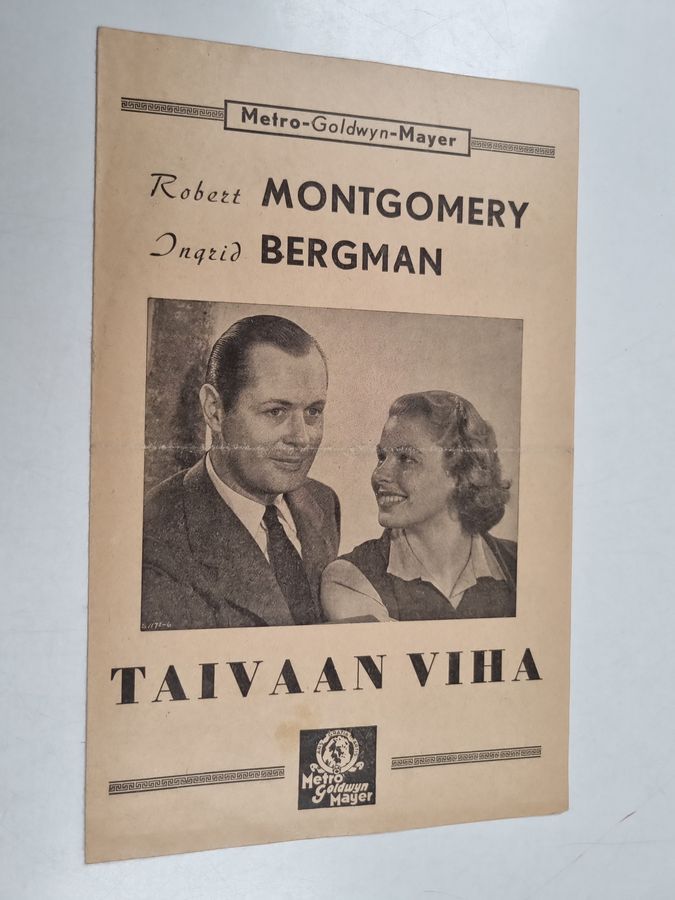 Metro-Goldwyn-Mayer
Robert MONTGOMERY
Ingrid BERGMAN
TAIVAAN VIHA
Metro
Goldwyn
Mayer